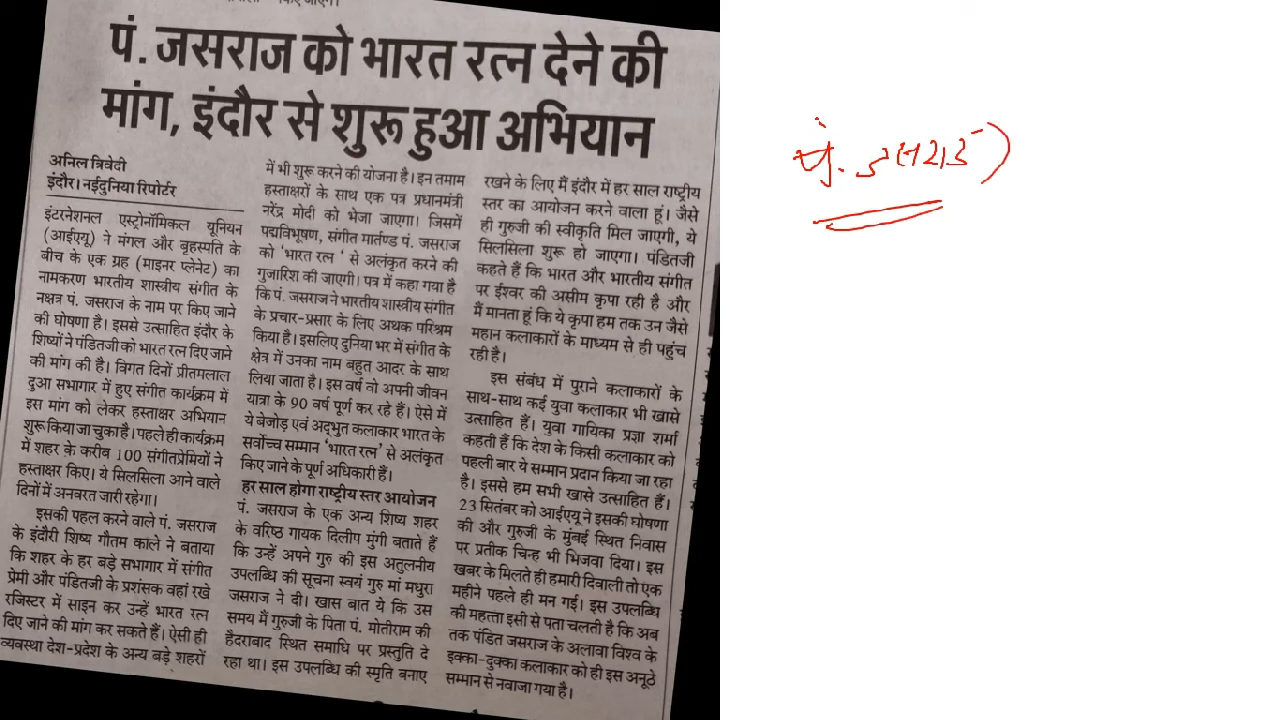 पं. जसराज को भारत रत्न देने की
मांग, इंदौर से शुरू हुआ अभियान
अनिल त्रिवेदी
इंदौर। नईदुनिया रिपोर्टर
इंटरनेशनल एस्ट्रोनॉमिकल यूनियन
(आईएयू) ने मंगल और बृहस्पति के
बीच के एक ग्रह (माइनर प्लेनेट) का
नामकरण भारतीय शास्त्रीय संगीत के
नक्षत्र पं. जसराज के नाम पर किए जाने
की घोषणा है। इससे उत्साहित इंदौर के
शिष्यों ने पंडितजी को भारत रत्न दिए जाने
की मांग की है। विगत दिनों प्रीतमलाल
दुआ सभागार में हुए संगीत कार्यक्रम में
इस मांग को लेकर हस्ताक्षर अभियान
शुरू किया जा चुका है। पहले ही कार्यक्रम
में शहर के करीब 100 संगीतप्रेमियों ने
हस्ताक्षर किए। ये सिलसिला आने वाले
दिनों में अनवरत जारी रहेगा।
इसकी पहल करने वाले पं. जसराज
के इंदौरी शिष्य गौतम काले ने बताया
कि शहर के हर बड़े सभागार में संगीत
प्रेमी और पंडितजी के प्रशंसक वहां रखे
रजिस्टर में साइन कर उन्हें भारत रत्न
दिए जाने की मांग कर सकते हैं। ऐसी ही
व्यवस्था देश-प्रदेश के अन्य बड़े शहरों
में भी शुरू करने की योजना है। इन तमाम
हस्ताक्षरों के साथ एक पत्र प्रधानमंत्री
नरेंद्र मोदी को भेजा जाएगा। जिसमें
पद्मविभूषण, संगीत मार्तण्ड पं. जसराज
को 'भारत रत्न ' से अलंकृत करने की
गुजारिश की जाएगी। पत्र में कहा गया है
कि पं. जसराज ने भारतीय शास्त्रीय संगीत
के प्रचार-प्रसार के लिए अथक परिश्रम
किया है। इसलिए दुनिया भर में संगीत के
क्षेत्र में उनका नाम बहुत आदर के साथ
लिया जाता है। इस वर्ष वो अपनी जीवन
यात्रा के 90 वर्ष पूर्ण कर रहे हैं। ऐसे में
ये बेजोड़ एवं अद्भुत कलाकार भारत के
सर्वोच्च सम्मान 'भारत रत्न' से अलंकृत
किए जाने के पूर्ण अधिकारी हैं।
हर साल होगा राष्ट्रीय स्तर आयोजन
पं. जसराज के एक अन्य शिष्य शहर
के वरिष्ठ गायक दिलीप मुंगी बताते हैं
कि उन्हें अपने गुरु की इस अतुलनीय
उपलब्धि की सूचना स्वयं गुरु मां मधुरा
जसराज ने दी। खास बात ये कि उस
समय मैं गुरुजी के पिता पं. मोतीराम की
हैदराबाद स्थित समाधि पर प्रस्तुति दे
रहा था। इस उपलब्धि की स्मृति बनाए
रखने के लिए मैं इंदौर में हर साल राष्ट्रीय
स्तर का आयोजन करने वाला हूं। जैसे
ही गुरुजी की स्वीकृति मिल जाएगी, ये
सिलसिला शुरू हो जाएगा। पंडितजी
कहते हैं कि भारत और भारतीय संगीत
पर ईश्वर की असीम कृपा रही है और
मैं मानता हूं कि ये कृपा हम तक उन जैसे
महान कलाकारों के माध्यम से ही पहुंच
रही है।
इस संबंध में पुराने कलाकारों के
साथ-साथ कई युवा कलाकार भी खासे
उत्साहित हैं। युवा गायिका प्रज्ञा शर्मा
कहती हैं कि देश के किसी कलाकार को
पहली बार ये सम्मान प्रदान किया जा रहा
है। इससे हम सभी खासे उत्साहित हैं।
23 सितंबर को आईएयू ने इसकी घोषणा
की और गुरुजी के मुंबई स्थित निवास
पर प्रतीक चिन्ह भी भिजवा दिया। इस
खबर के मिलते ही हमारी दिवाली तो एक
महीने पहले ही मन गई। इस उपलब्धि
की महत्ता इसी से पता चलती है कि अब
तक पंडित जसराज के अलावा विश्व के
इक्का-दुक्का कलाकार को ही इस अनूठे
सम्मान से नवाजा गया है।
पं. जसराज